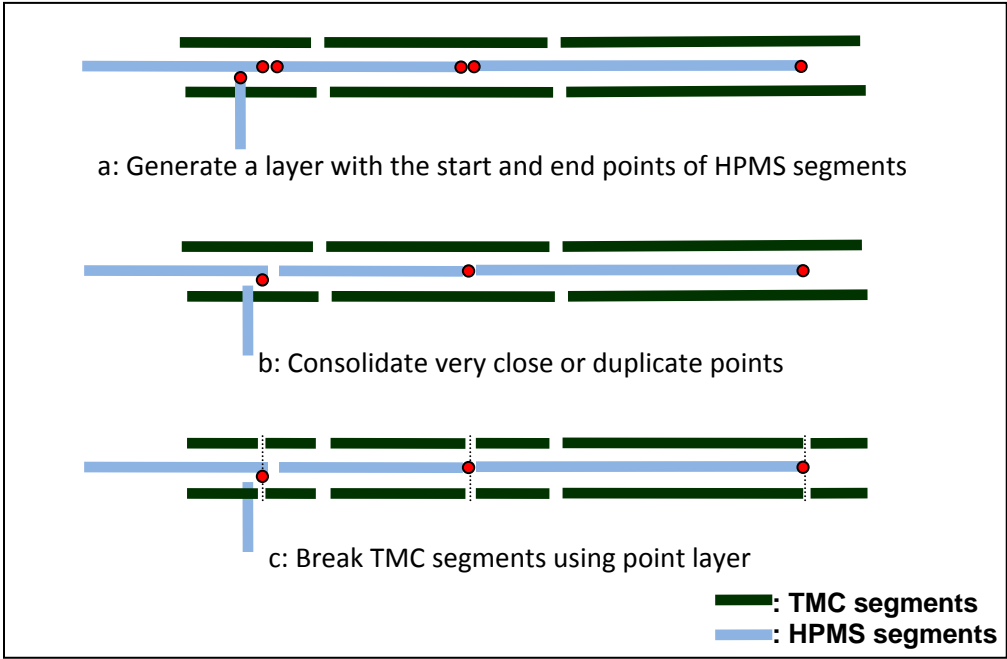 a: Generate a layer with the start and end points of HPMS segments
b: Consolidate very close or duplicate points
c: Break TMC segments using point layer
: TMC segments
: HPMS segments